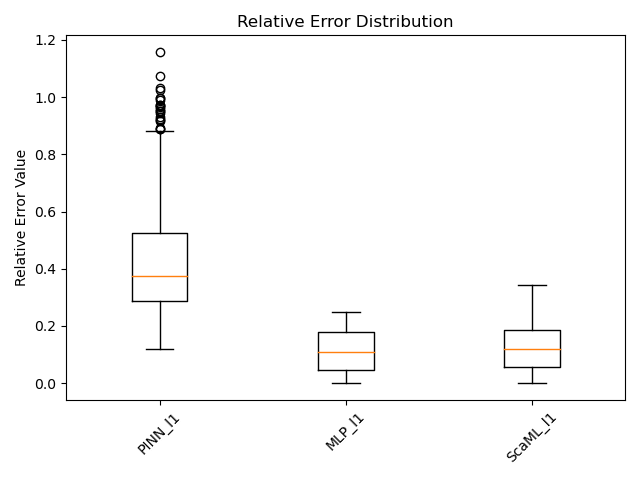 Relative Error Distribution
1.2
1.0
0.8
0.6
0.4
0.2
0.0
Relative Error Value
PINN_l1
MLP_l1
ScaML_l1